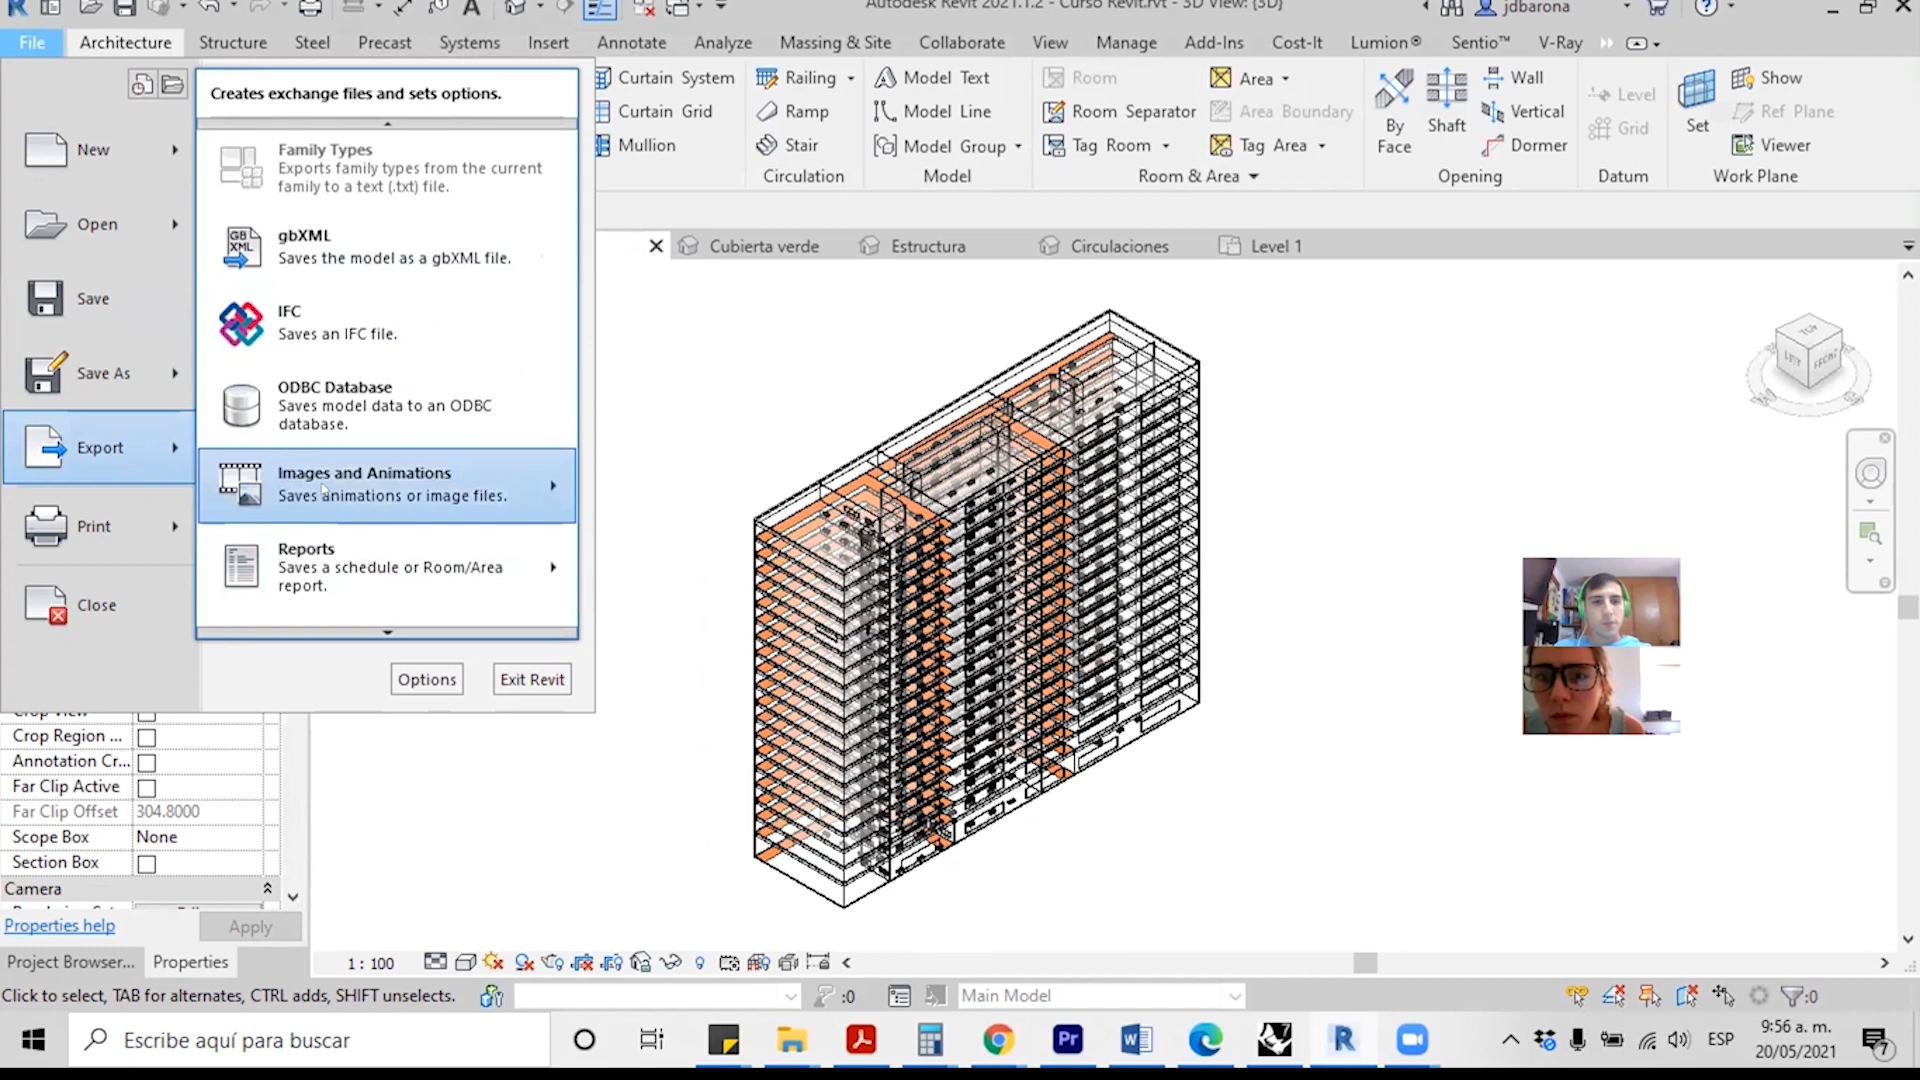 Autodesk Revit 2021.1.2 - Curso Revit.rvt - 3D View: {3D}
jdbarona
File
Architecture
Structure
Steel
Precast
Systems
Insert
Annotate
Analyze
Massing & Site
Collaborate
View
Manage
Add-Ins
Cost-It
Lumion®
Sentio™
V-Ray
Creates exchange files and sets options.
New
Open
Save
Save As
Export
Print
Close
Family Types
Exports family types from the current
family to a text (.txt) file.
GB
XML
gbXML
Saves the model as a gbXML file.
IFC
Saves an IFC file.
ODBC Database
Saves model data to an ODBC
database.
Images and Animations
Saves animations or image files.
Reports
Saves a schedule or Room/Area
report.
Options
Exit Revit
Curtain System
Curtain Grid
Mullion
Railing
Ramp
Stair
Circulation
Model Text
Model Line
Model Group
Model
Room
Room Separator
Tag Room
Area
Area Boundary
Tag Area
Room & Area
By
Face
Shaft
Wall
Vertical
Dormer
Opening
Level
Grid
Datum
Set
Show
Ref Plane
Viewer
Work Plane
Cubierta verde
Estructura
Circulaciones
Level 1
TOP
LEFT
FRONT
Crop View
Crop Region ...
Annotation Cr...
Far Clip Active
Far Clip Offset
304.8000
Scope Box
None
Section Box
Camera
Properties help
Apply
Project Browser...
Properties
1 : 100
Click to select, TAB for alternates, CTRL adds, SHIFT unselects.
:0
Main Model
:0
Escribe aquí para buscar
Pr
ESP
9:56 a. m.
20/05/2021
7